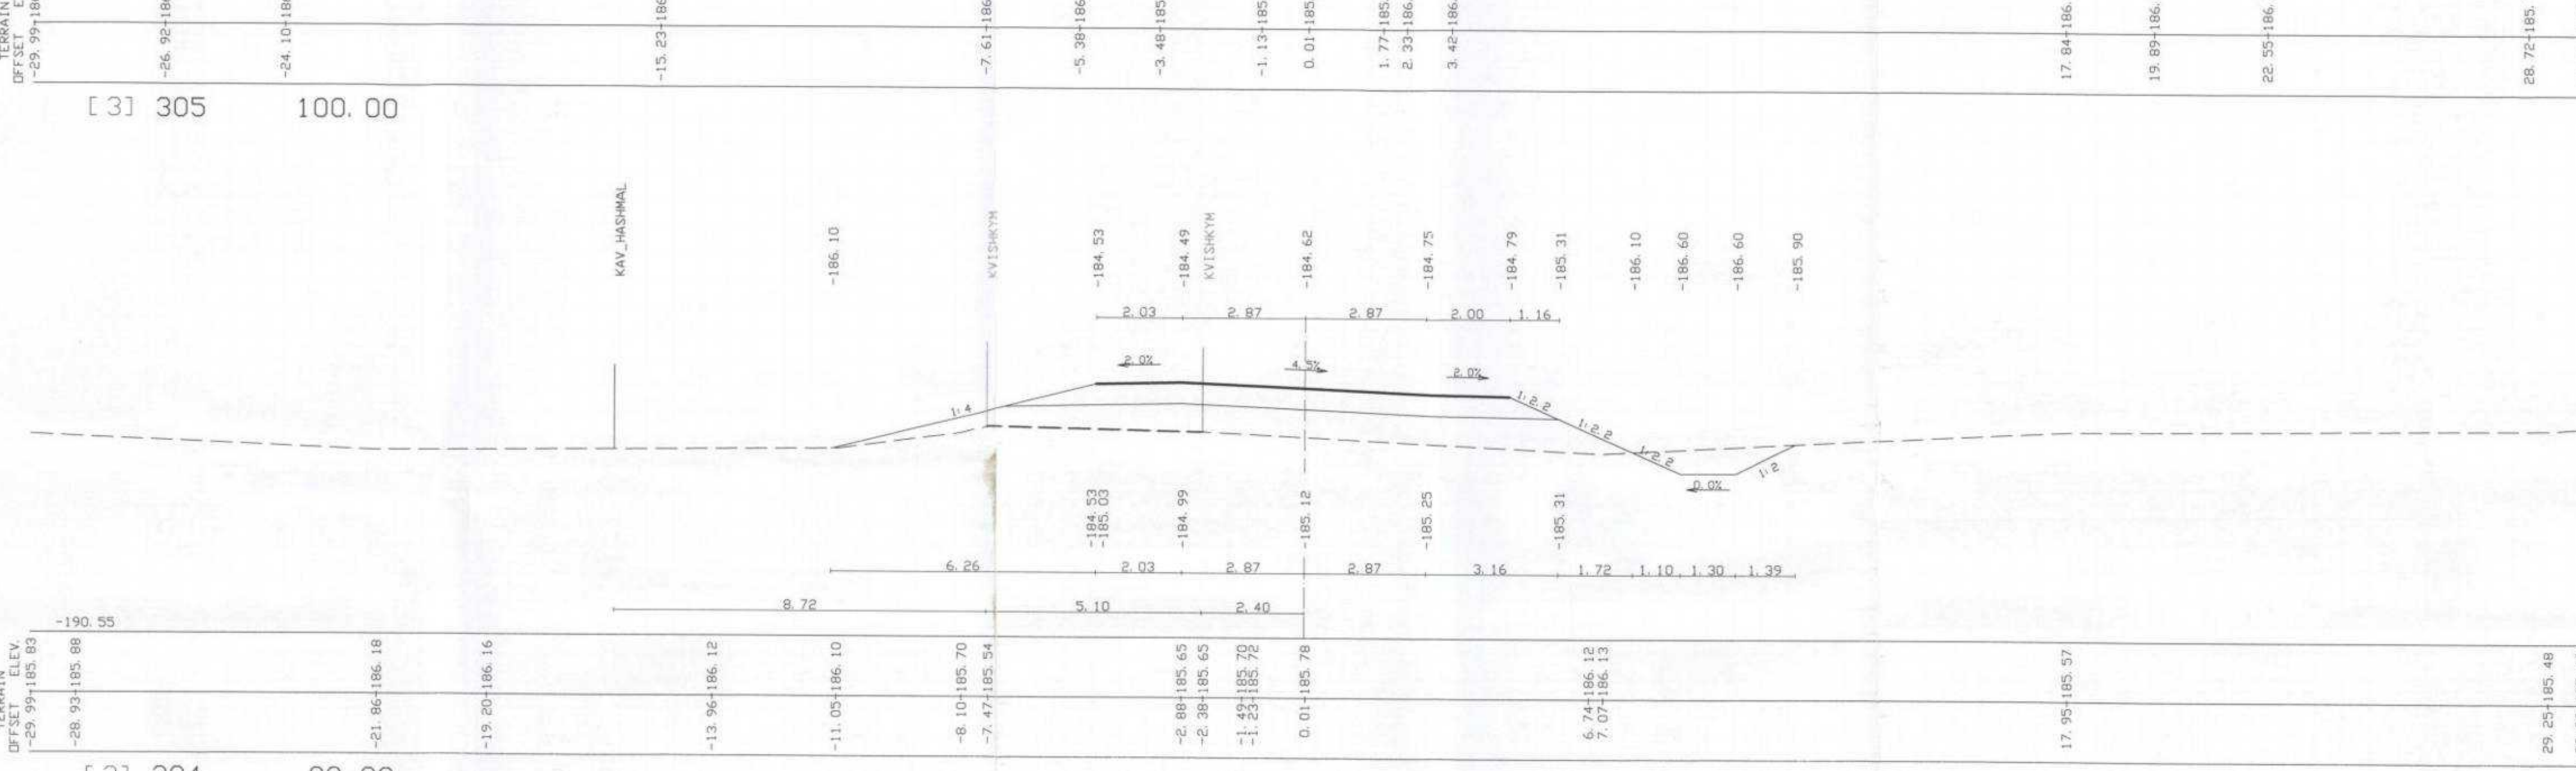 TERRAIN
OFFSET
-29. 99-186
-26. 92-186
-24. 10-186
-15. 23-186
-7. 61-186
-5. 38-186
-3. 48-185
-1. 13-185
0. 01-185
1. 77-185.
2. 33-186.
3. 42-186.
17. 84-186.
19. 89-186.
22. 55-186.
28. 72-185.
[3] 305 100. 00
KAV_HASHMAL
-186. 10
KVISHKYM
-184. 53
-184. 49
KVISHKYM
-184. 62
-184. 75
-184. 79
-185. 31
-186. 10
-186. 60
-186. 60
-185. 90
2. 03 2. 87 2. 87 2. 00 1. 16
2. 0% 4. 5% 2. 0%
1: 4 1: 2. 2 1: 2. 2 1: 2. 2 1: 2
0. 0%
-184. 53
-185. 03
-184. 99
-185. 12
-185. 25
-185. 31
6. 26 2. 03 2. 87 2. 87 3. 16 1. 72 1. 10 1. 30 1. 39
8. 72 5. 10 2. 40
-190. 55
TERRAIN
OFFSET ELEV.
-29. 99-185. 83
-28. 93-185. 88
-21. 86-186. 18
-19. 20-186. 16
-13. 96-186. 12
-11. 05-186. 10
-8. 10-185. 70
-7. 47-185. 54
-2. 88-185. 65
-2. 38-185. 65
-1. 49-185. 70
-1. 23-185. 72
0. 01-185. 78
6. 74-186. 12
7. 07-186. 13
17. 95-185. 57
29. 25-185. 48